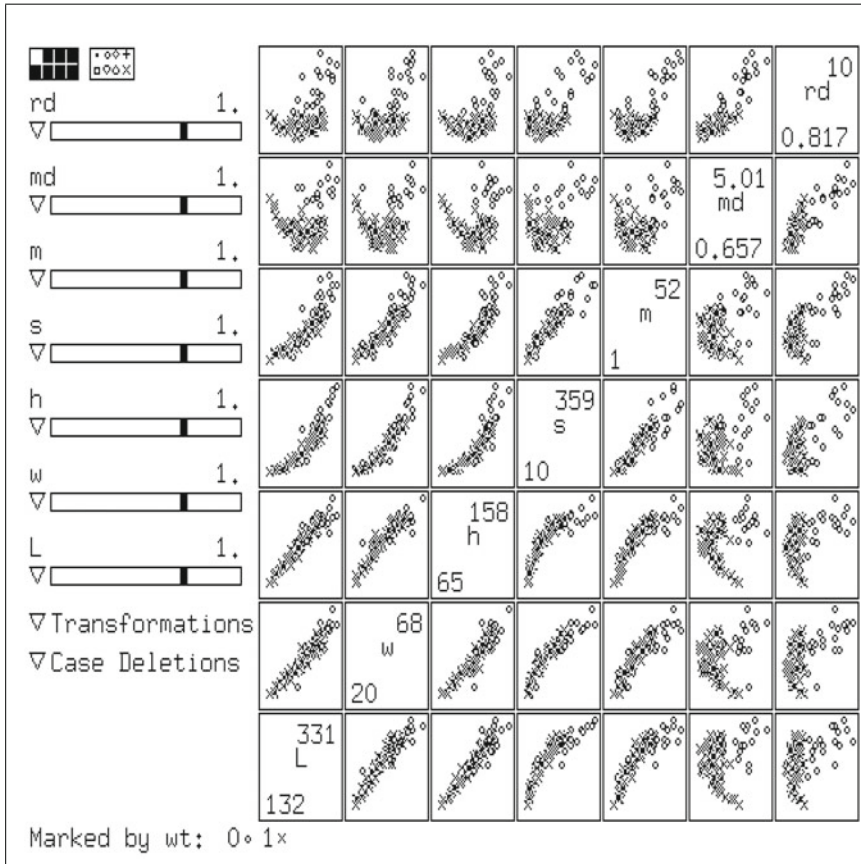 rd 1.
md 1.
m 1.
s 1.
h 1.
w 1.
L 1.
Transformations
Case Deletions
10
rd
0.817
5.01
md
0.657
52
m
1
359
s
10
158
h
65
68
w
20
331
L
132
Marked by wt: 0∘ 1×